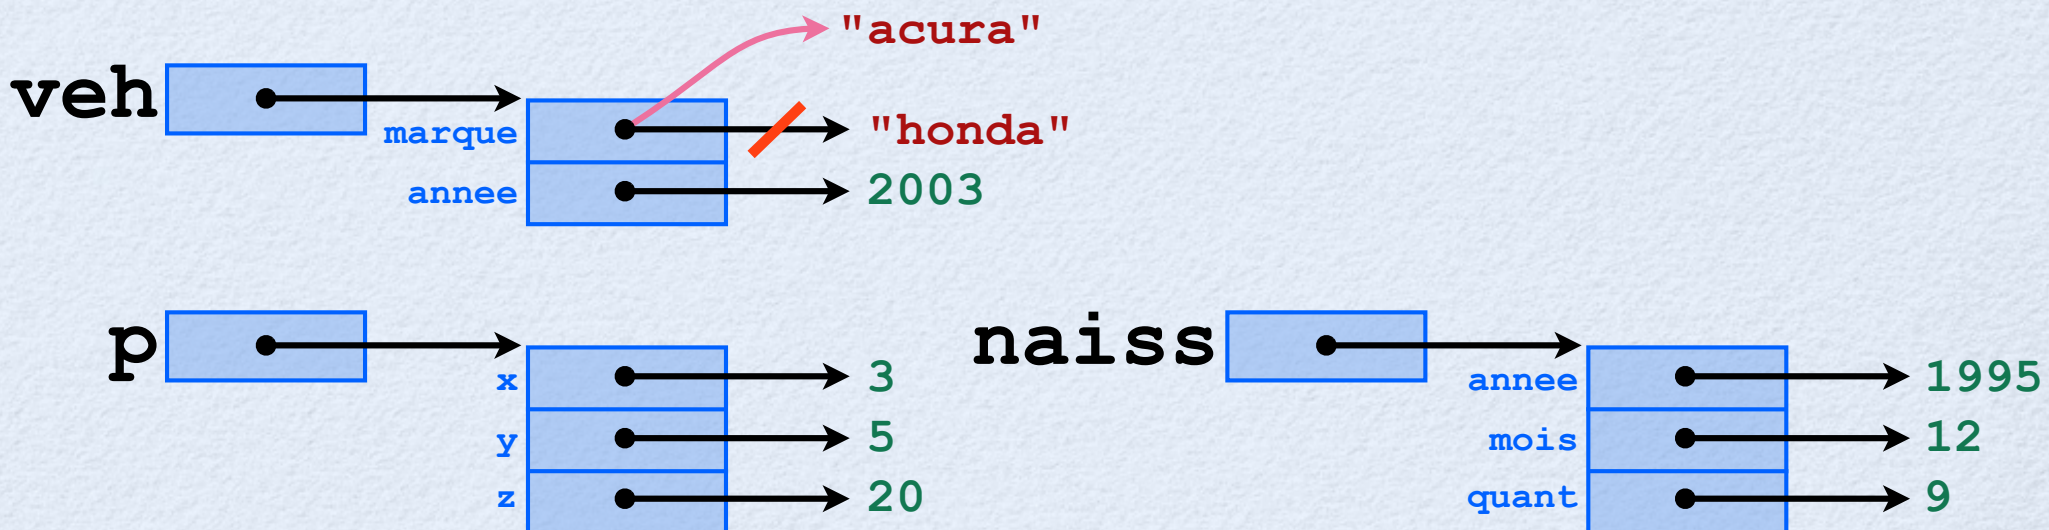 "acura"
veh
marque "honda"
annee 2003
p
x 3
y 5
z 20
naiss
annee 1995
mois 12
quant 9